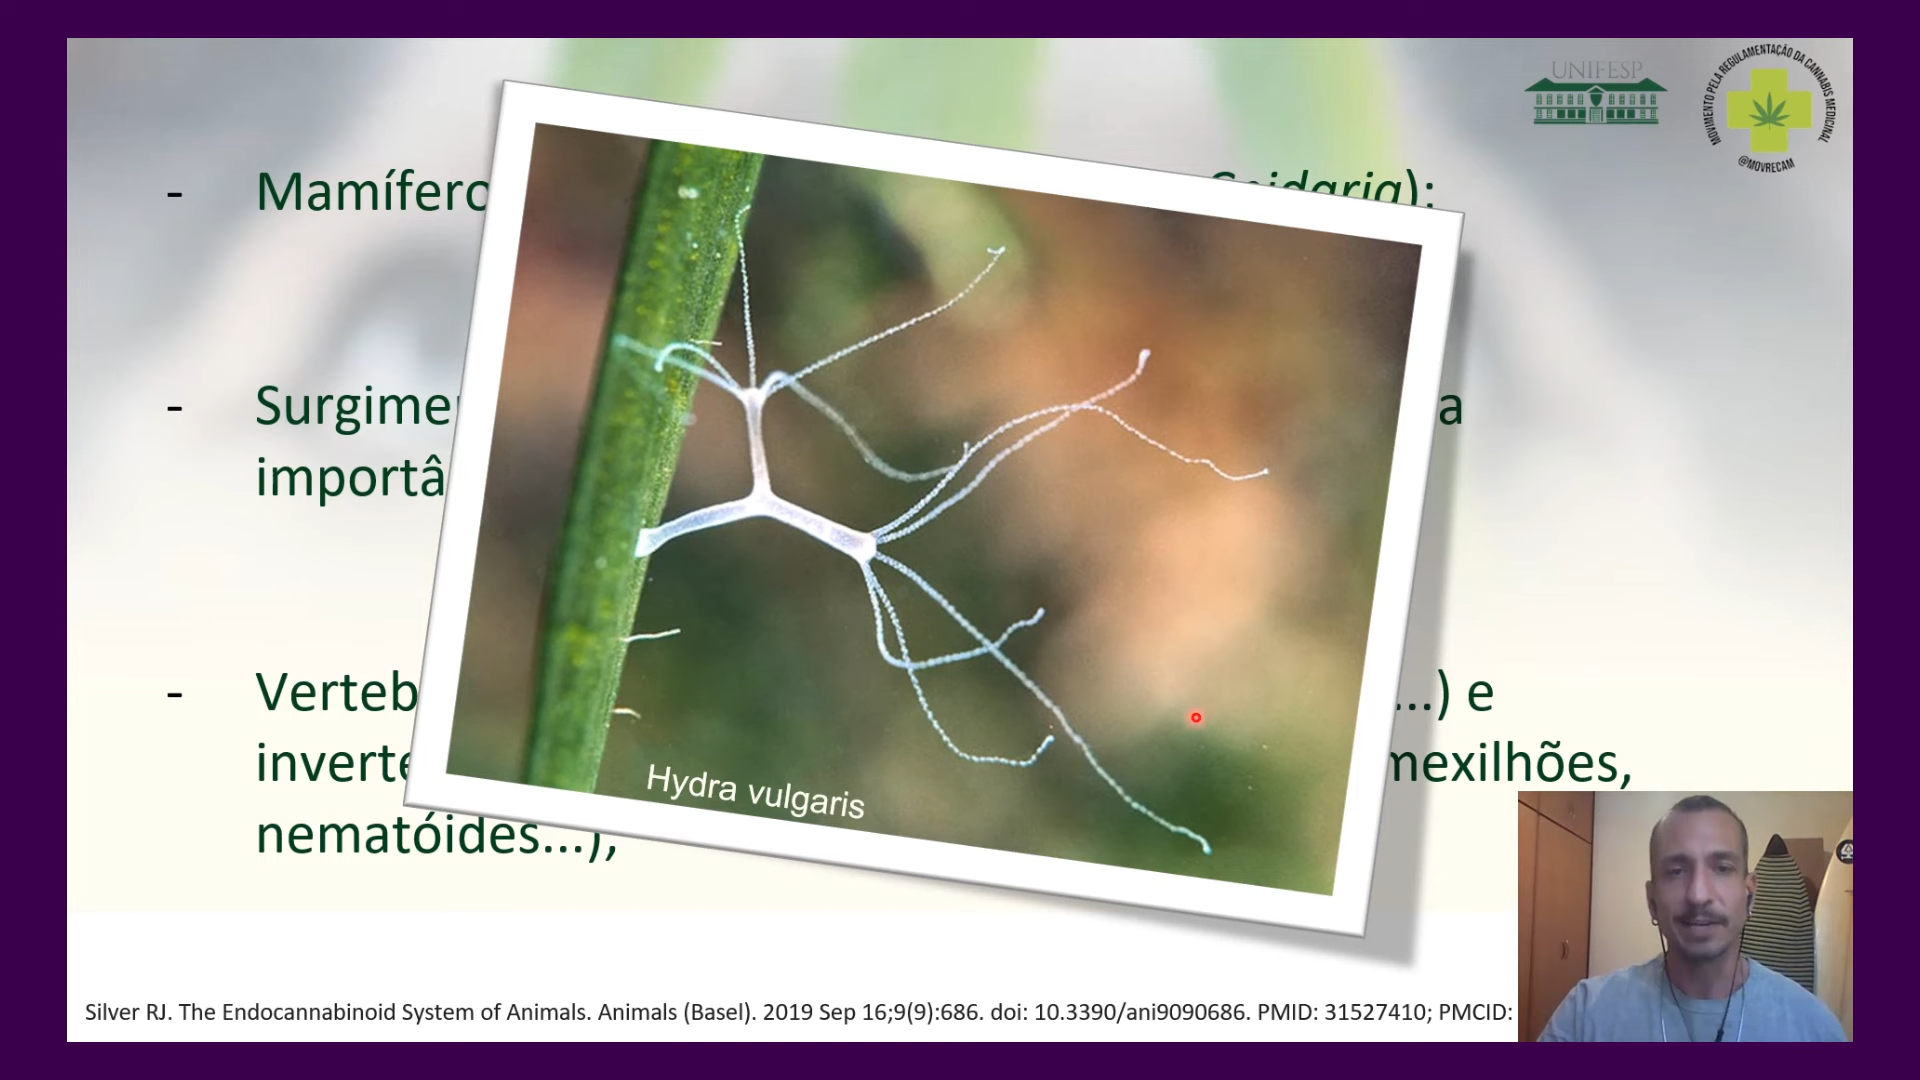 UNIFESP
MOVIMENTO PELA REGULAMENTAÇÃO DA CANNABIS MEDICINAL
@MOVRECAM
- Mamífero Cnidaria);
- Surgime a
importâ
- Verteb ...) e
inverte mexilhões,
nematóides...),
Hydra vulgaris
Silver RJ. The Endocannabinoid System of Animals. Animals (Basel). 2019 Sep 16;9(9):686. doi: 10.3390/ani9090686. PMID: 31527410; PMCID: